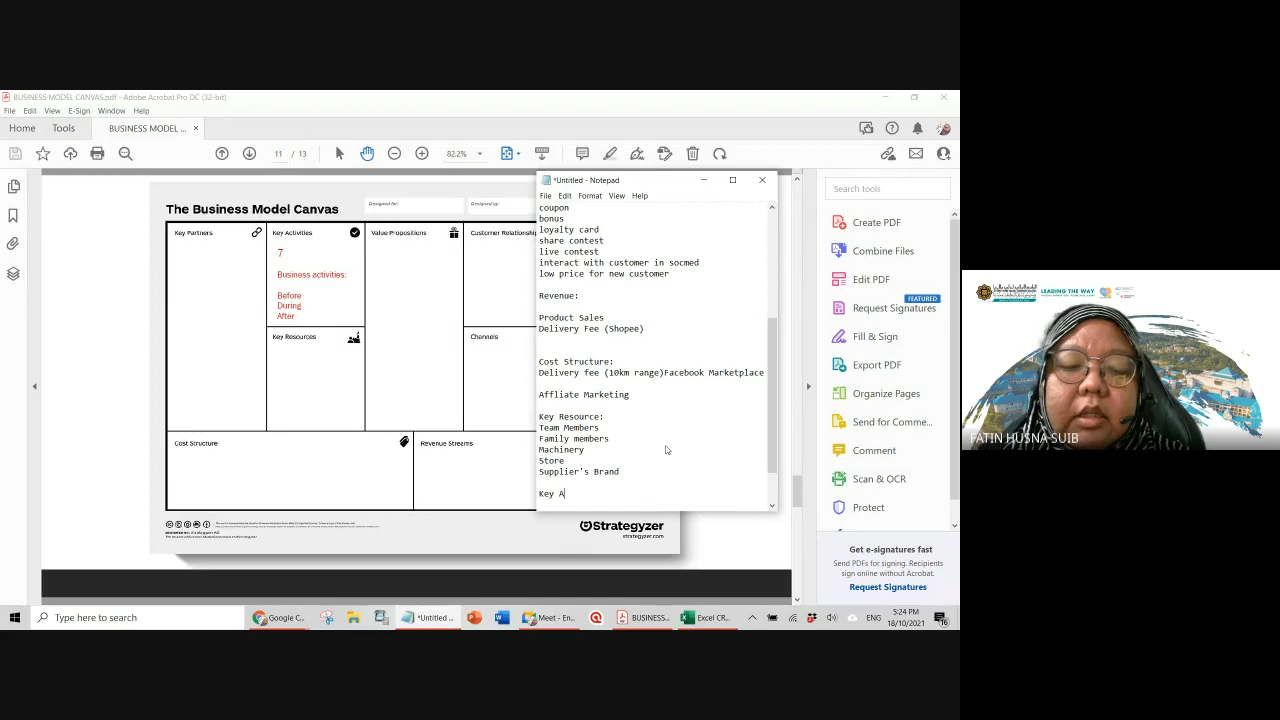 BUSINESS MODEL CANVAS.pdf - Adobe Acrobat Pro DC (32-bit)
File Edit View E-Sign Window Help
Home Tools BUSINESS MODEL ... ×
11 / 13 82.2%
Search tools
Create PDF
Combine Files
Edit PDF
FEATURED
Request Signatures
Fill & Sign
Export PDF
Organize Pages
Send for Comme...
Comment
Scan & OCR
Protect
Get e-signatures fast
Send PDFs for signing. Recipients
sign online without Acrobat.
Request Signatures
The Business Model Canvas
Designed for:
Designed by:
Key Partners
Key Activities
7
Business activities:
Before
During
After
Value Propositions
Customer Relationship
Key Resources
Channels
Cost Structure
Revenue Streams
Strategyzer
strategyzer.com
*Untitled - Notepad
File Edit Format View Help
coupon
bonus
loyalty card
share contest
live contest
interact with customer in socmed
low price for new customer
Revenue:
Product Sales
Delivery Fee (Shopee)
Cost Structure:
Delivery fee (10km range)Facebook Marketplace
Affliate Marketing
Key Resource:
Team Members
Family members
Machinery
Store
Supplier's Brand
Key A
LEADING THE WAY
FATIN HUSNA SUIB
Type here to search
Google C...
*Untitled ...
Meet - En...
BUSINESS...
Excel CR...
ENG
5:24 PM
18/10/2021
16